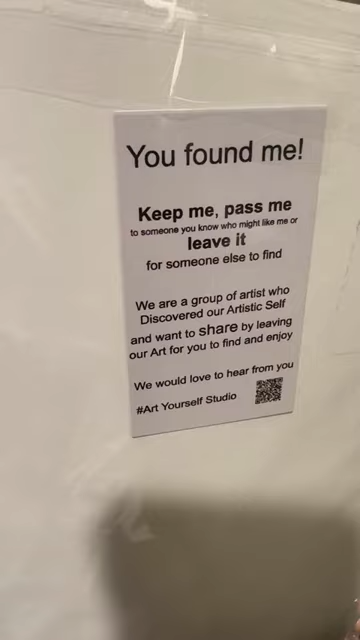 You found me!
Keep me, pass me
to someone you know who might like me or
leave it
for someone else to find
We are a group of artist who
Discovered our Artistic Self
and want to share by leaving
our Art for you to find and enjoy
We would love to hear from you
#Art Yourself Studio